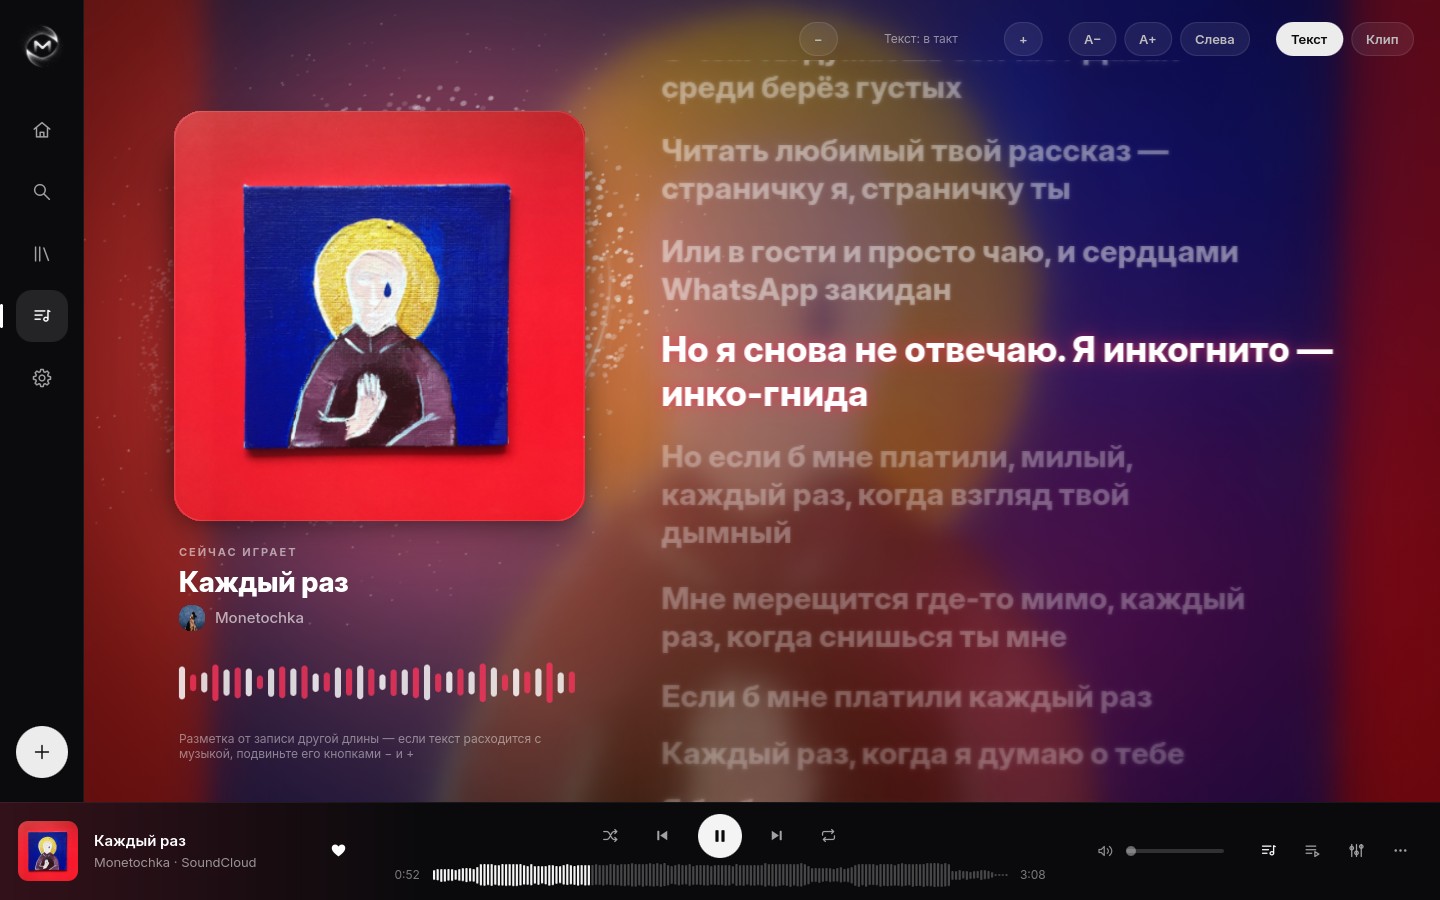 − Текст: в такт + A− A+ Слева Текст Клип
среди берёз густых
Читать любимый твой рассказ —
страничку я, страничку ты
Или в гости и просто чаю, и сердцами
WhatsApp закидан
Но я снова не отвечаю. Я инкогнито —
инко-гнида
Но если б мне платили, милый,
каждый раз, когда взгляд твой
дымный
Мне мерещится где-то мимо, каждый
раз, когда снишься ты мне
Если б мне платили каждый раз
Каждый раз, когда я думаю о тебе
СЕЙЧАС ИГРАЕТ
Каждый раз
Monetochka
Разметка от записи другой длины — если текст расходится с
музыкой, подвиньте его кнопками − и +
Каждый раз
Monetochka · SoundCloud
0:52
3:08